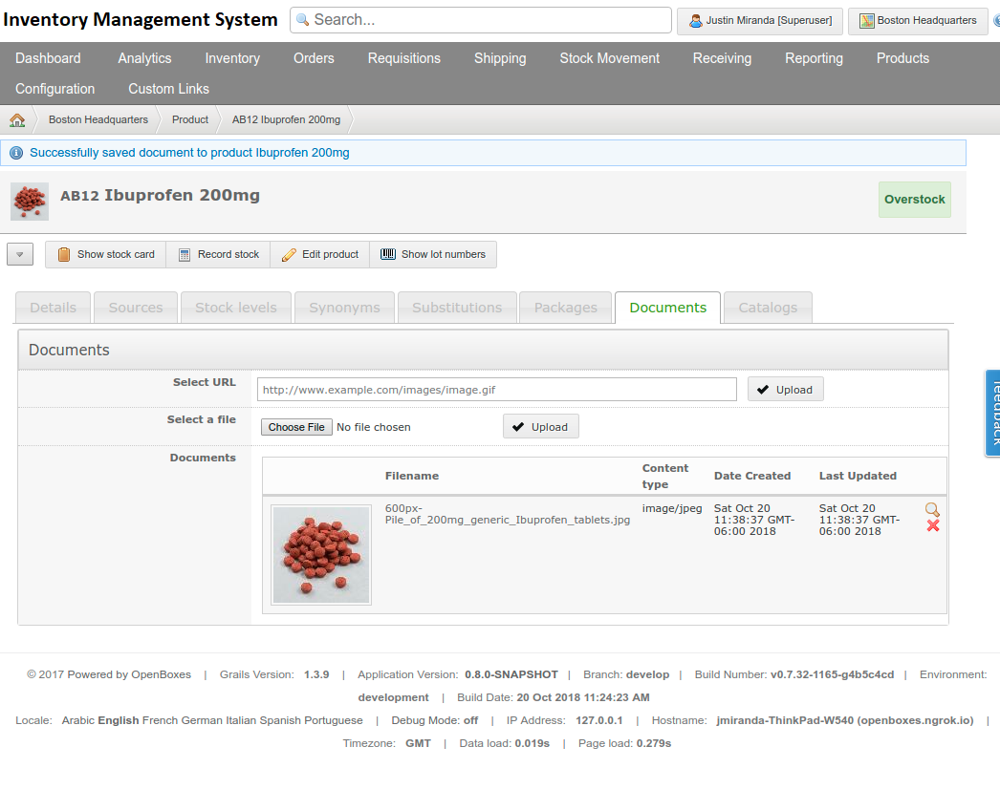 Inventory Management System
Search...
Justin Miranda [Superuser]
Boston Headquarters
Dashboard Analytics Inventory Orders Requisitions Shipping Stock Movement Receiving Reporting Products
Configuration Custom Links
Boston Headquarters Product AB12 Ibuprofen 200mg
Successfully saved document to product Ibuprofen 200mg
AB12 Ibuprofen 200mg
Overstock
Show stock card Record stock Edit product Show lot numbers
Details Sources Stock levels Synonyms Substitutions Packages Documents Catalogs
Documents
Select URL http://www.example.com/images/image.gif Upload
feedback
Select a file Choose File No file chosen Upload
Documents
Filename Content type Date Created Last Updated
600px-
Pile_of_200mg_generic_Ibuprofen_tablets.jpg
image/jpeg
Sat Oct 20
11:38:37 GMT-
06:00 2018
Sat Oct 20
11:38:37 GMT-
06:00 2018
© 2017 Powered by OpenBoxes | Grails Version: 1.3.9 | Application Version: 0.8.0-SNAPSHOT | Branch: develop | Build Number: v0.7.32-1165-g4b5c4cd | Environment:
development | Build Date: 20 Oct 2018 11:24:23 AM
Locale: Arabic English French German Italian Spanish Portuguese | Debug Mode: off | IP Address: 127.0.0.1 | Hostname: jmiranda-ThinkPad-W540 (openboxes.ngrok.io) |
Timezone: GMT | Data load: 0.019s | Page load: 0.279s